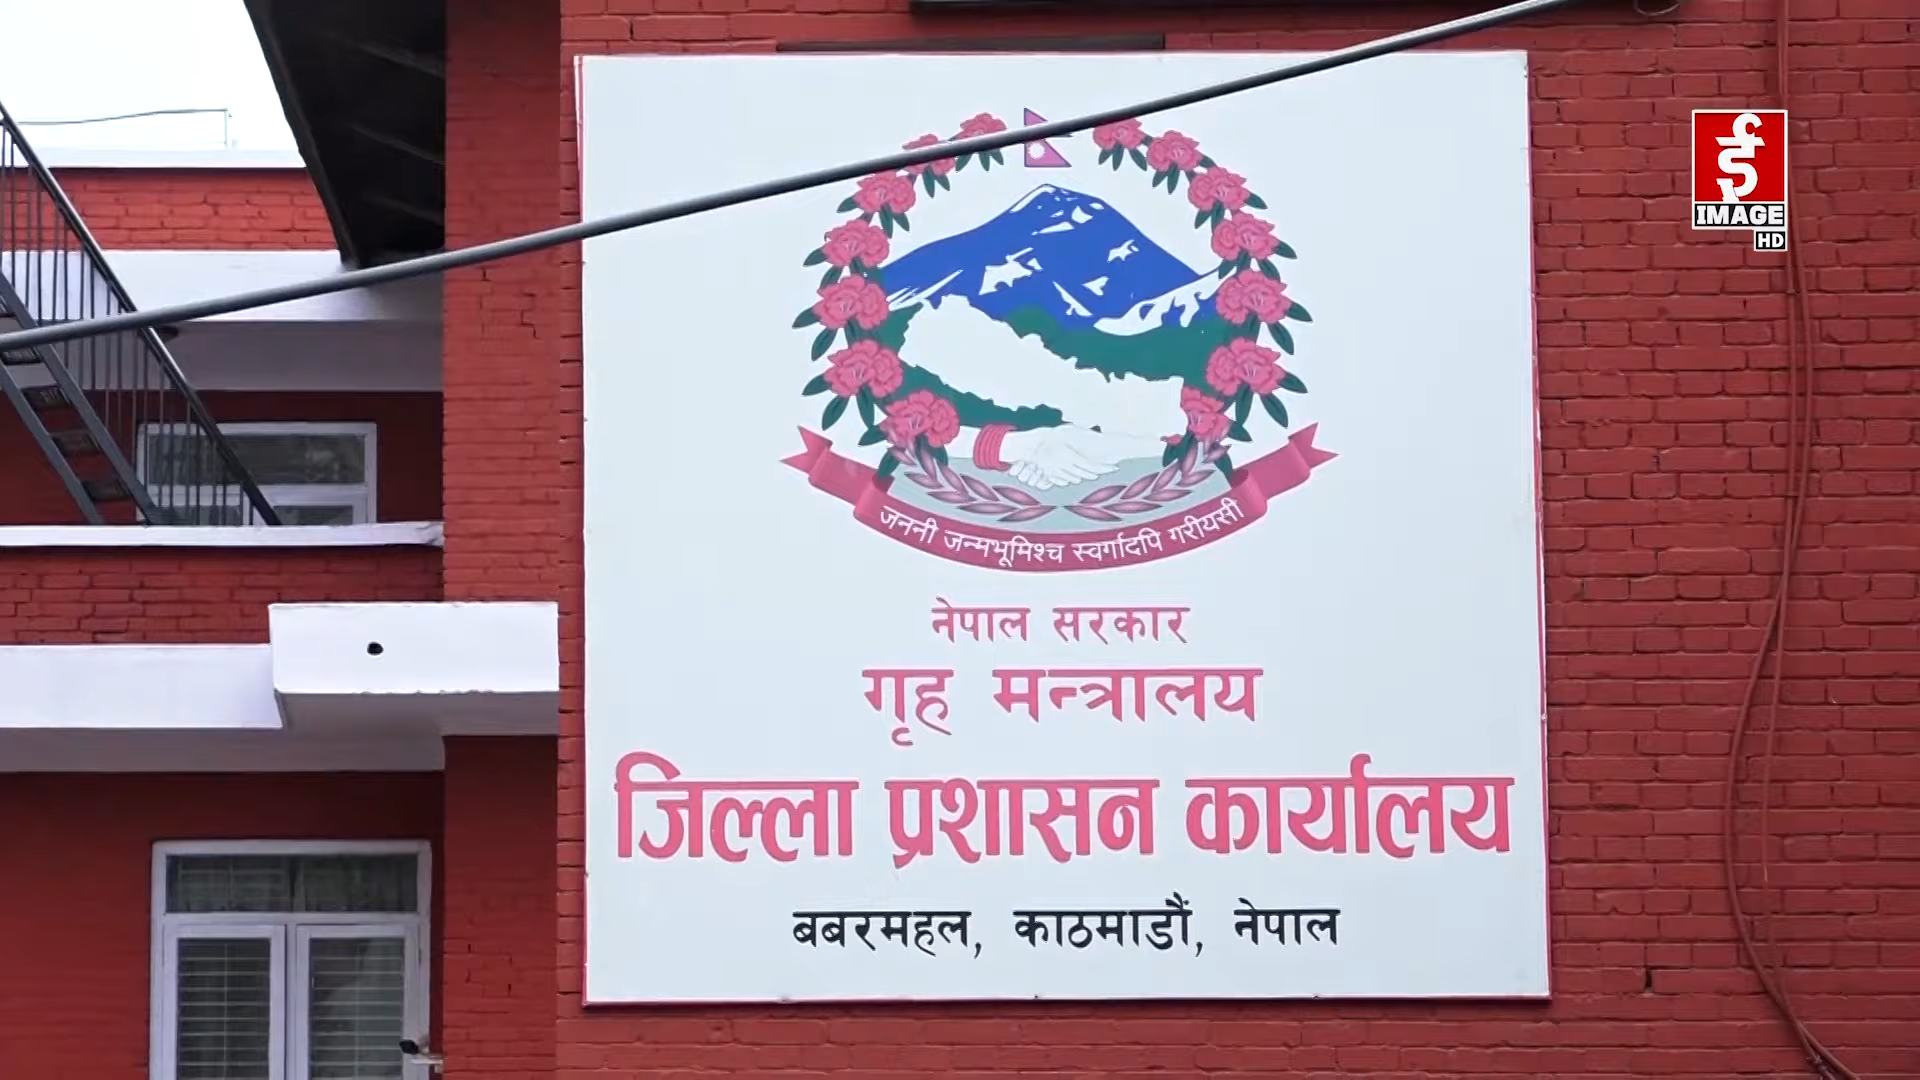 जननी जन्मभूमिश्च स्वर्गादपि गरीयसी
नेपाल सरकार
गृह मन्त्रालय
जिल्ला प्रशासन कार्यालय
बबरमहल, काठमाडौं, नेपाल
IMAGE
HD